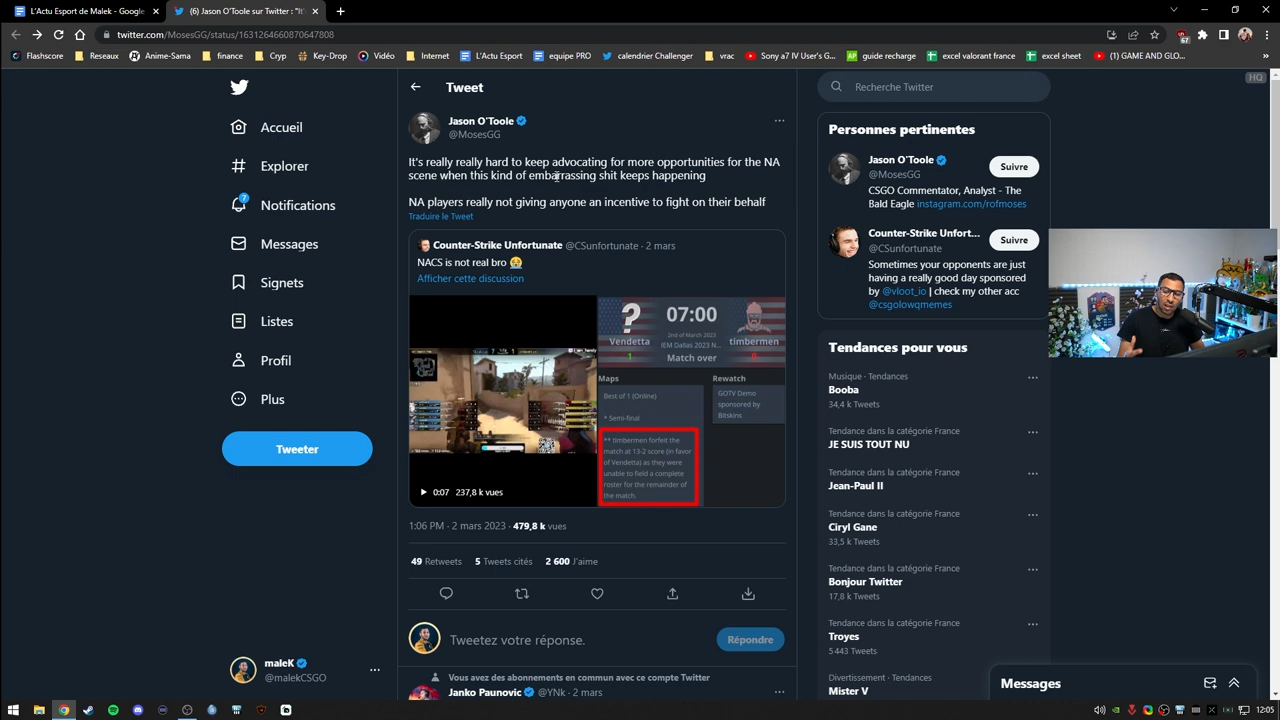 L'Actu Esport de Malek - Google
(6) Jason O'Toole sur Twitter : "It'
twitter.com/MosesGG/status/1631264660870647808
Flashscore
Reseaux
Anime-Sama
finance
Cryp
Key-Drop
Vidéo
Internet
L'Actu Esport
equipe PRO
calendrier Challenger
vrac
Sony a7 IV User's G...
guide recharge
excel valorant france
excel sheet
(1) GAME AND GLO...
HQ
Accueil
Explorer
7
Notifications
Messages
Signets
Listes
Profil
Plus
Tweeter
maleK
@malekCSGO
Tweet
Jason O'Toole
@MosesGG
It's really really hard to keep advocating for more opportunities for the NA
scene when this kind of embarrassing shit keeps happening
NA players really not giving anyone an incentive to fight on their behalf
Traduire le Tweet
Counter-Strike Unfortunate @CSunfortunate · 2 mars
NACS is not real bro 😭
Afficher cette discussion
0:07 237,8 k vues
?
07:00
2nd of March 2023
Vendetta
IEM Dallas 2023 N...
timbermen
1
Match over
0
Maps
Rewatch
Best of 1 (Online)
* Semi-final
** timbermen forfeit the
match at 13-2 score (in favor
of Vendetta) as they were
unable to field a complete
roster for the remainder of
the match.
GOTV Demo
sponsored by
Bitskins
1:06 PM · 2 mars 2023 · 479,8 k vues
49 Retweets 5 Tweets cités 2 600 J'aime
Tweetez votre réponse.
Répondre
Vous avez des abonnements en commun avec ce compte Twitter
Janko Paunovic @YNk · 2 mars
Recherche Twitter
Personnes pertinentes
Jason O'Toole
@MosesGG
Suivre
CSGO Commentator, Analyst - The
Bald Eagle instagram.com/rofmoses
Counter-Strike Unfort...
@CSunfortunate
Suivre
Sometimes your opponents are just
having a really good day sponsored
by @vloot_io | check my other acc
@csgolowqmemes
Tendances pour vous
Musique · Tendances
Booba
34,4 k Tweets
Tendance dans la catégorie France
JE SUIS TOUT NU
Tendance dans la catégorie France
Jean-Paul II
Tendance dans la catégorie France
Ciryl Gane
33,5 k Tweets
Tendance dans la catégorie France
Bonjour Twitter
17,8 k Tweets
Tendance dans la catégorie France
Troyes
5 443 Tweets
Divertissement · Tendances
Mister V
Messages
12:05